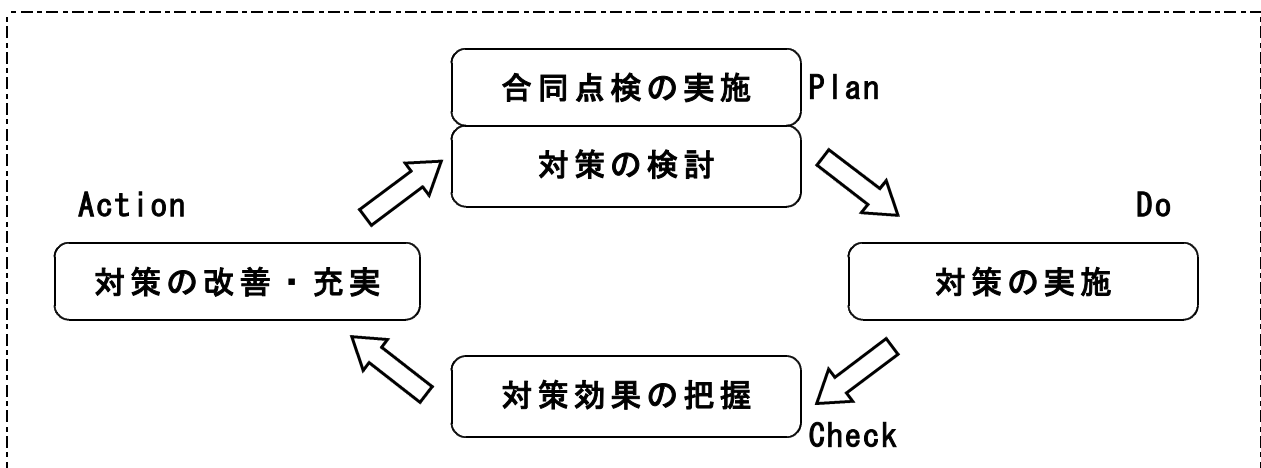 合同点検の実施
Plan
対策の検討
Action
Do
対策の改善・充実
対策の実施
対策効果の把握
Check